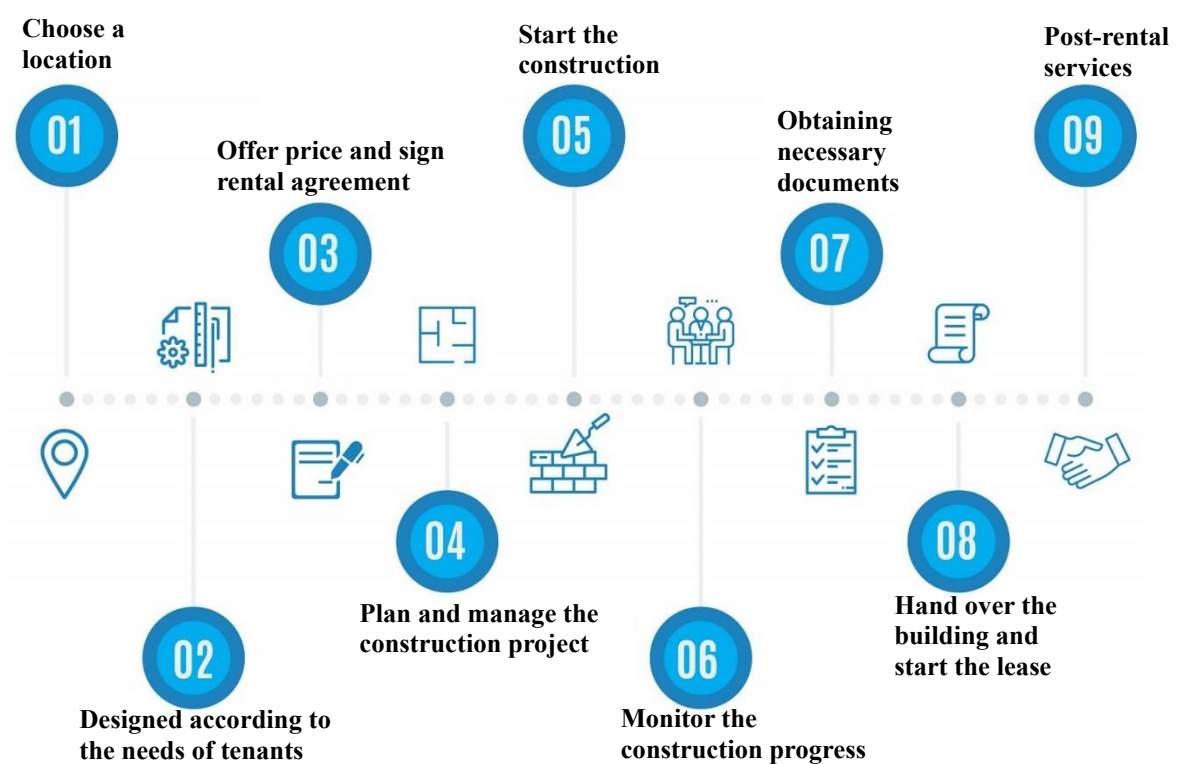 Choose a
location
01
Designed according to
the needs of tenants
02
Offer price and sign
rental agreement
03
Plan and manage the
construction project
04
Start the
construction
05
Monitor the
construction progress
06
Obtaining
necessary
documents
07
Hand over the
building and
start the lease
08
Post-rental
services
09